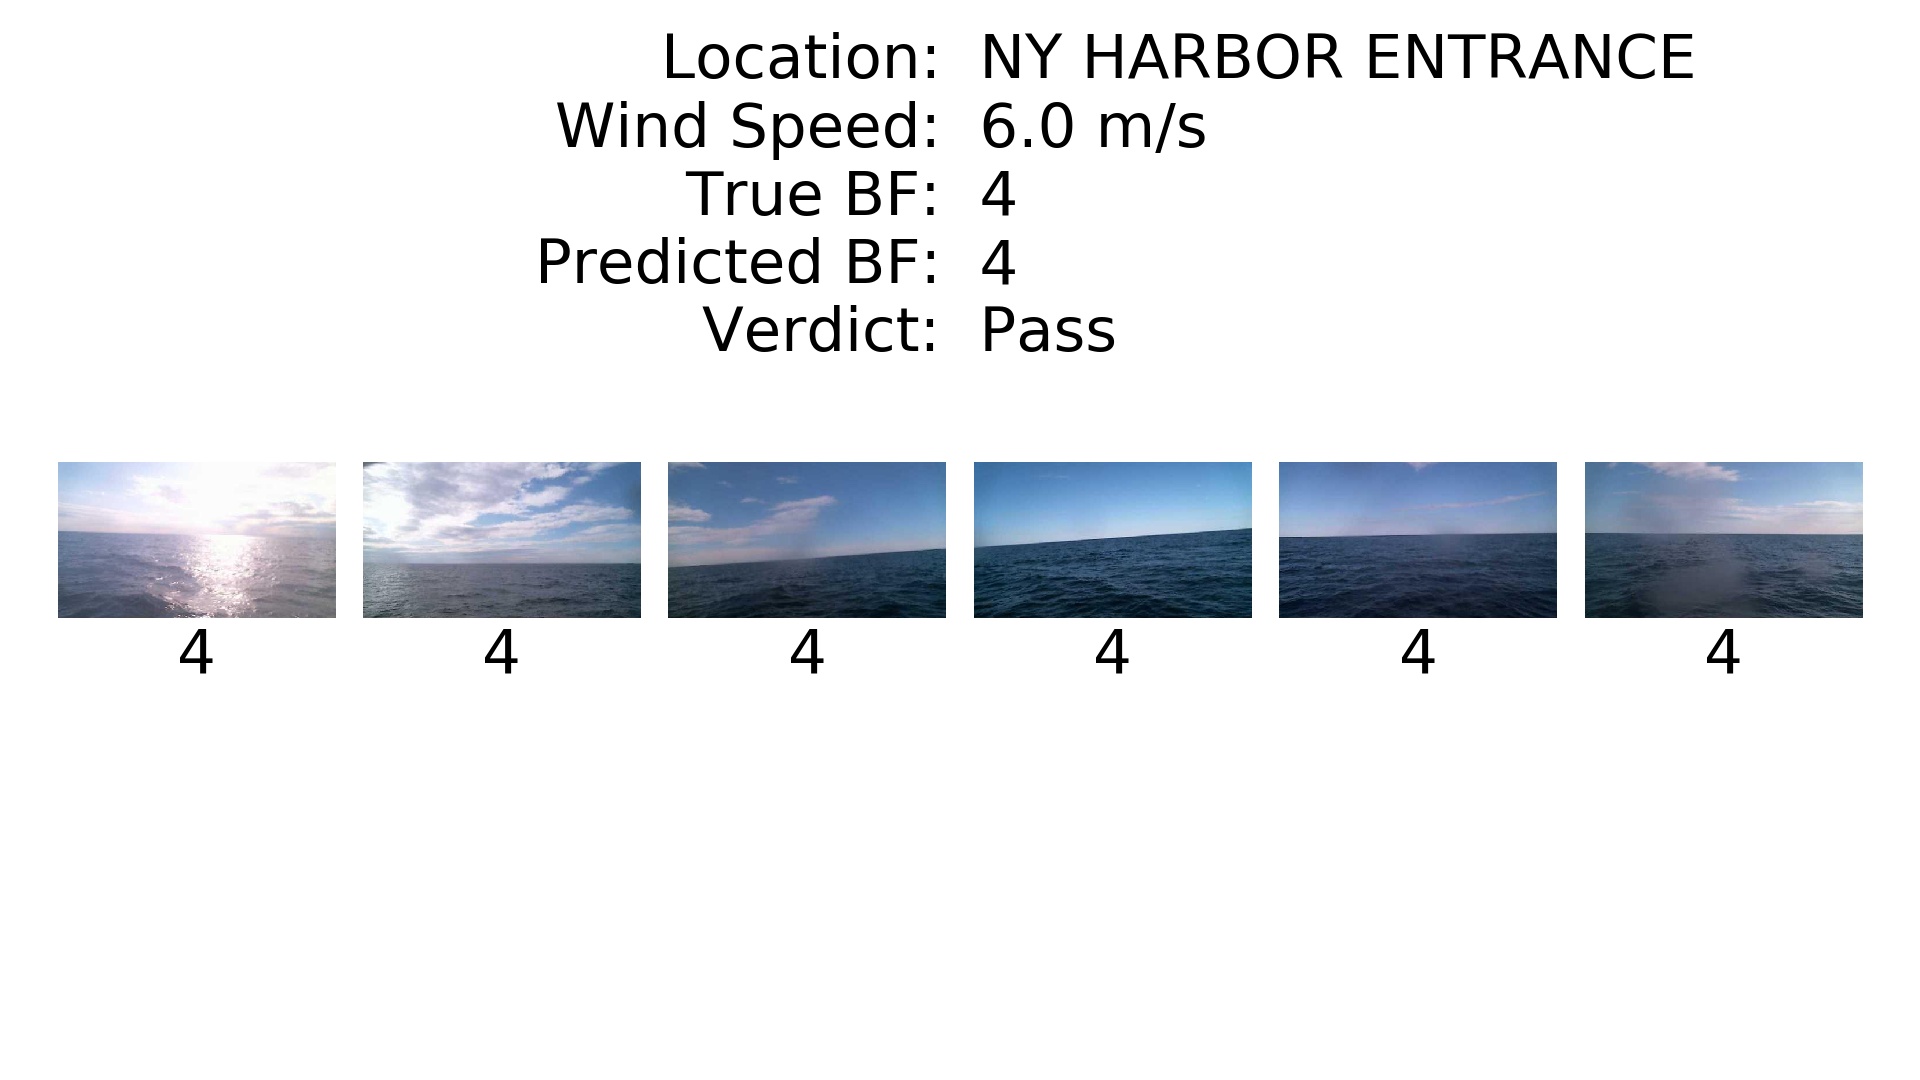 Location: NY HARBOR ENTRANCE
Wind Speed: 6.0 m/s
True BF: 4
Predicted BF: 4
Verdict: Pass
4 4 4 4 4 4